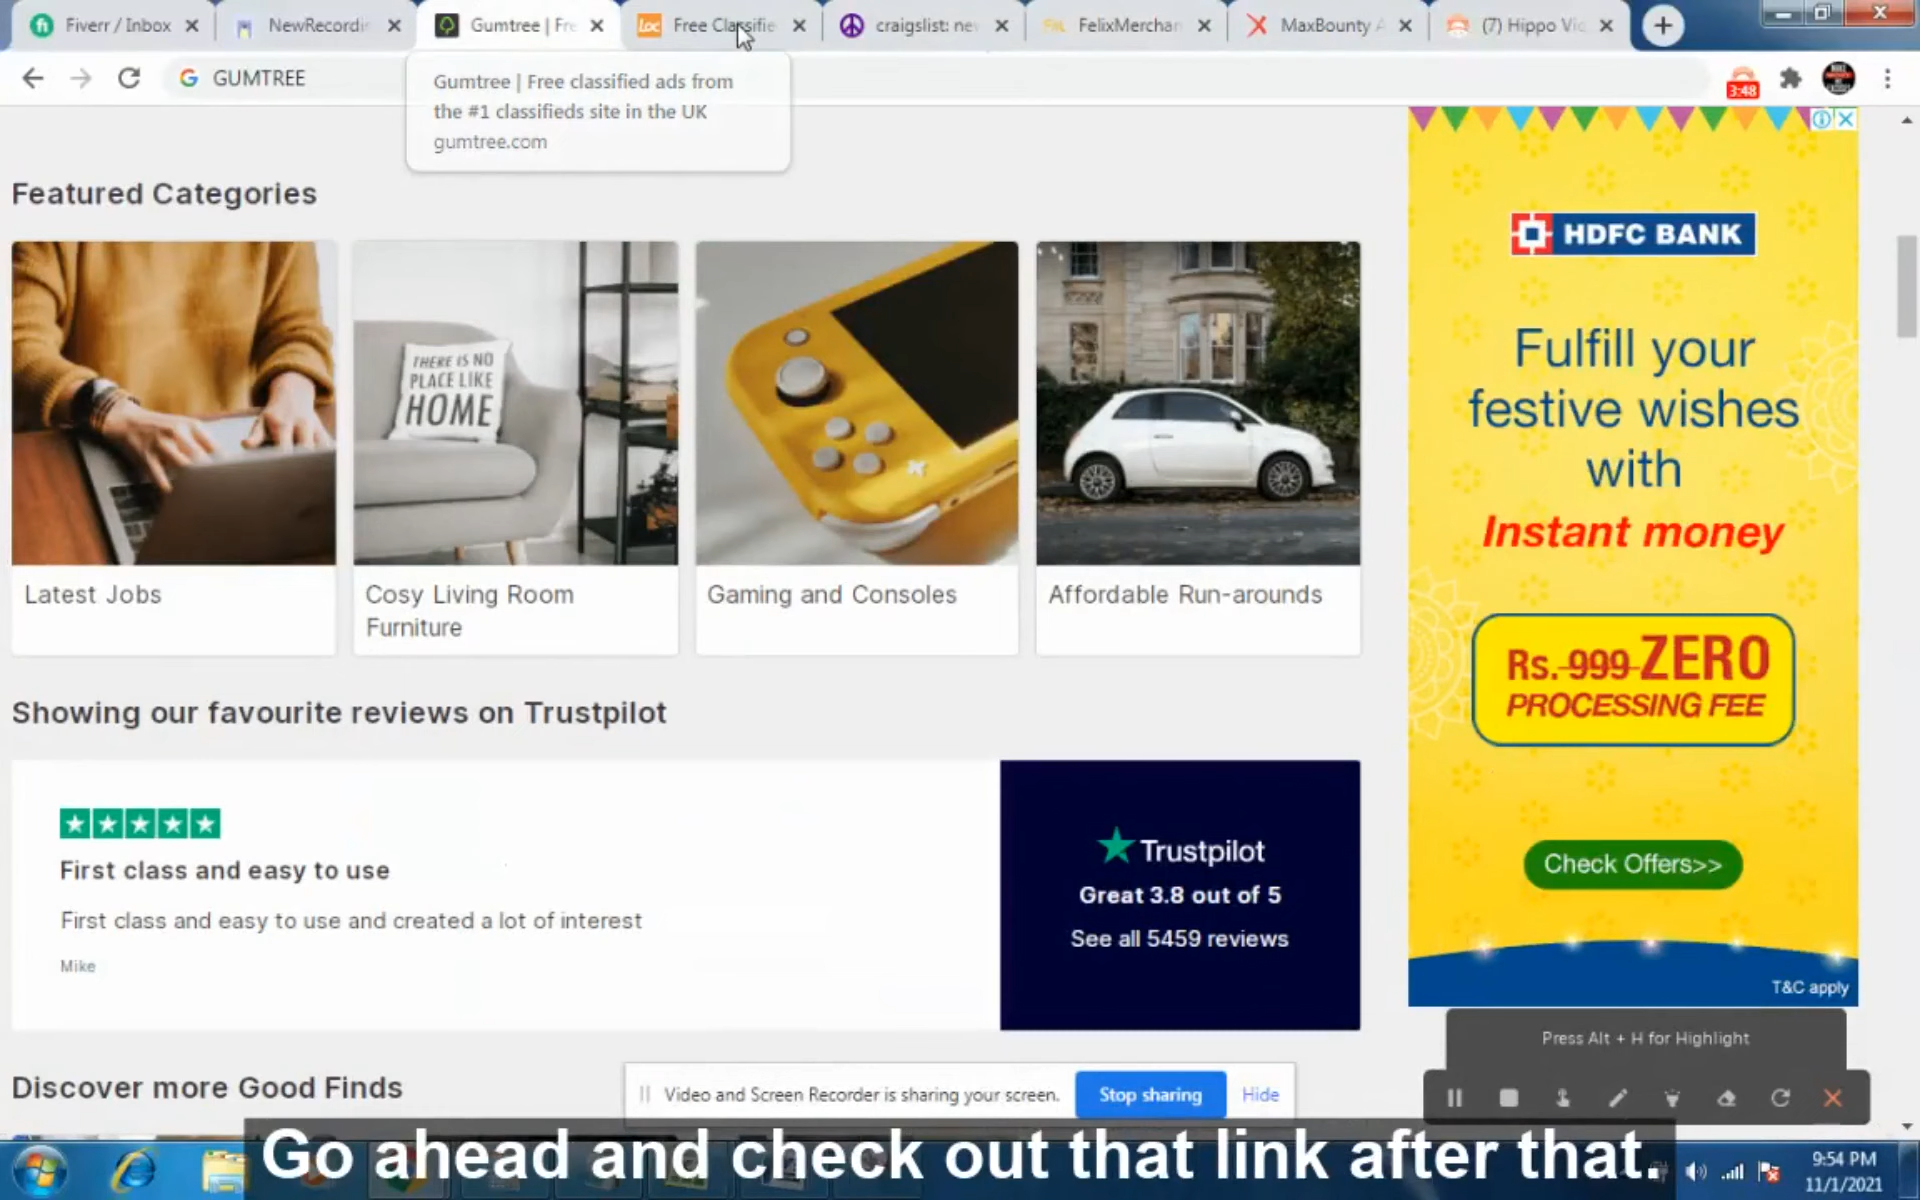 Fiverr / Inbox
NewRecordi
Gumtree | Fre
Free Classifie
craigslist: nev
FelixMerchan
MaxBounty A
(7) Hippo Vi
GUMTREE
3:48
Gumtree | Free classified ads from
the #1 classifieds site in the UK
gumtree.com
Featured Categories
THERE IS NO
PLACE LIKE
HOME
Latest Jobs
Cosy Living Room
Furniture
Gaming and Consoles
Affordable Run-arounds
Showing our favourite reviews on Trustpilot
First class and easy to use
First class and easy to use and created a lot of interest
Mike
Trustpilot
Great 3.8 out of 5
See all 5459 reviews
Discover more Good Finds
HDFC BANK
Fulfill your
festive wishes
with
Instant money
Rs. 999 ZERO
PROCESSING FEE
Check Offers>>
T&C apply
Press Alt + H for Highlight
Video and Screen Recorder is sharing your screen.
Stop sharing
Hide
Go ahead and check out that link after that.
9:54 PM
11/1/2021